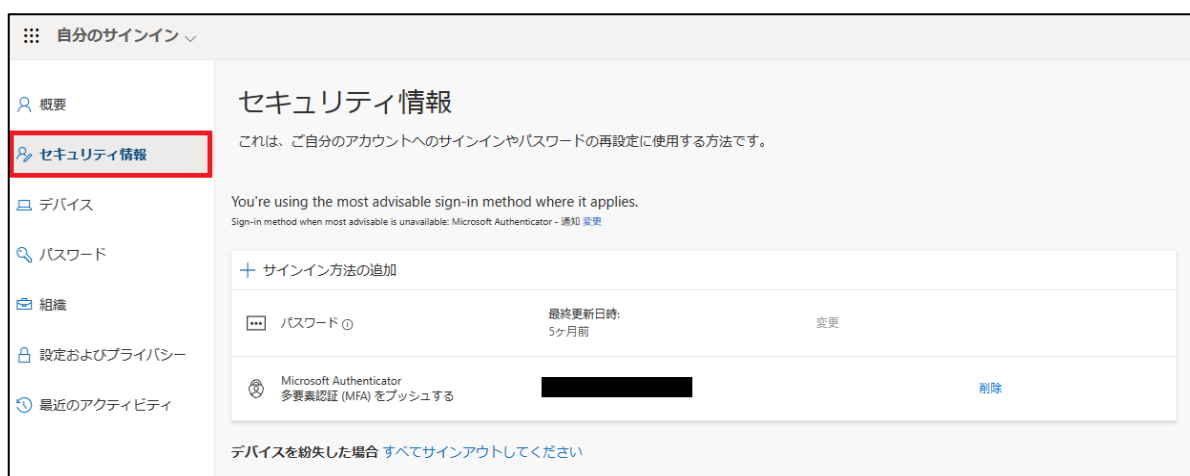 自分のサインイン
概要
セキュリティ情報
デバイス
パスワード
組織
設定およびプライバシー
最近のアクティビティ
セキュリティ情報
これは、ご自分のアカウントへのサインインやパスワードの再設定に使用する方法です。
You're using the most advisable sign-in method where it applies.
Sign-in method when most advisable is unavailable: Microsoft Authenticator - 通知 変更
+ サインイン方法の追加
パスワード
最終更新日時:
5ヶ月前
変更
Microsoft Authenticator
多要素認証 (MFA) をプッシュする
削除
デバイスを紛失した場合 すべてサインアウトしてください